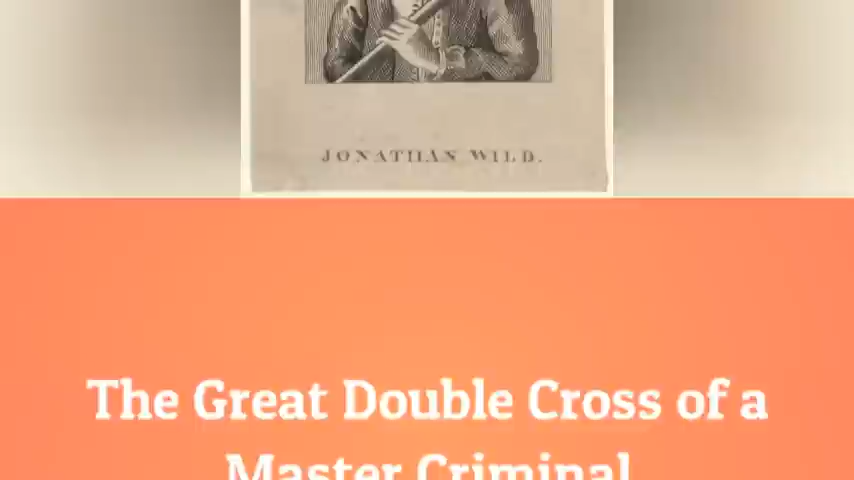 JONATHAN WILD.
The Great Double Cross of a
Master Criminal